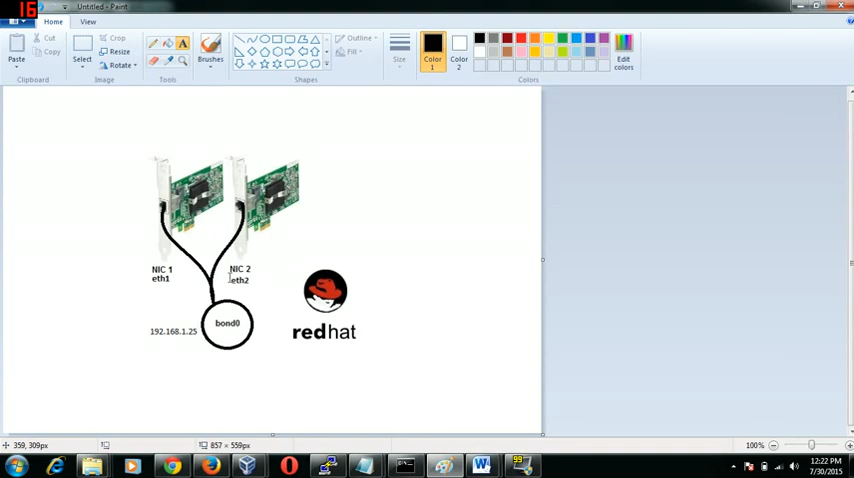 16
Untitled - Paint
Home
View
Paste
Cut
Copy
Clipboard
Select
Crop
Resize
Rotate
Image
A
Tools
Brushes
Shapes
Outline
Fill
Size
Color
1
Color
2
Edit
colors
Colors
NIC 1
eth1
NIC 2
eth2
192.168.1.25
bond0
redhat
359, 309px
857 × 559px
100%
99
12:22 PM
7/30/2015